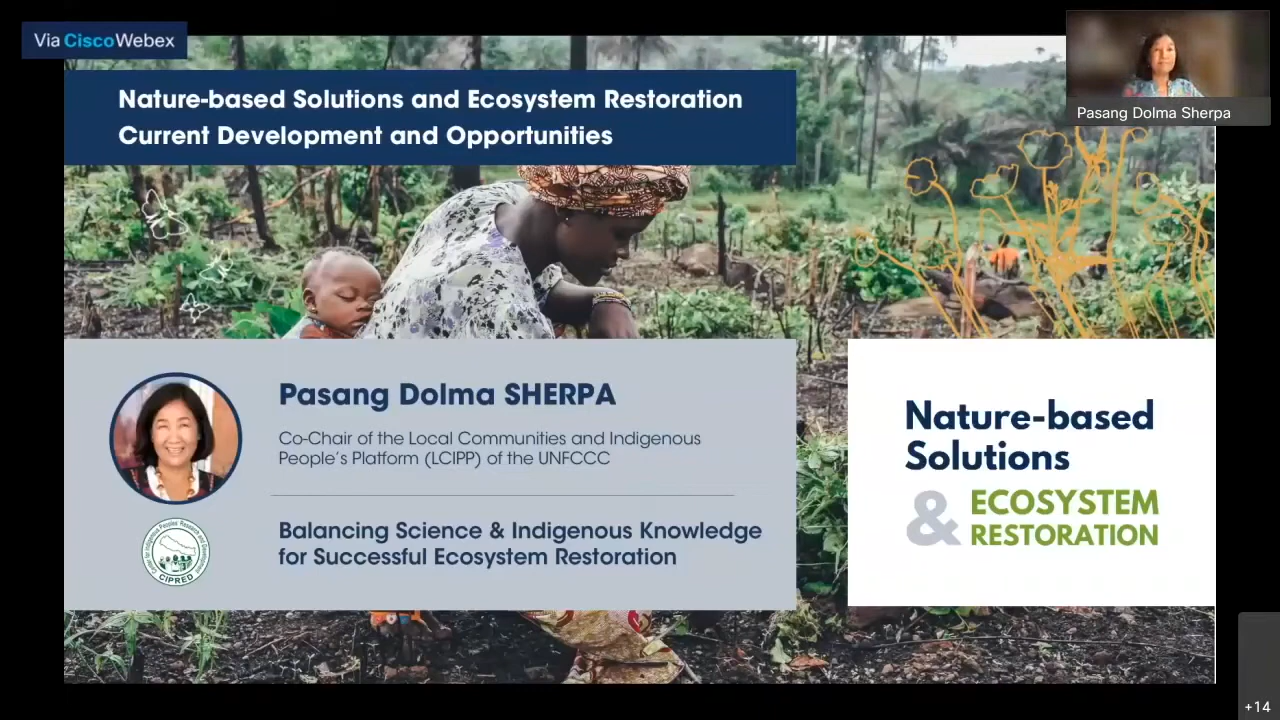 Via CiscoWebex
Nature-based Solutions and Ecosystem Restoration
Current Development and Opportunities
Pasang Dolma Sherpa
Pasang Dolma SHERPA
Co-Chair of the Local Communities and Indigenous
People's Platform (LCIPP) of the UNFCCC
Balancing Science & Indigenous Knowledge
for Successful Ecosystem Restoration
CIPRED
Nature-based
Solutions
& ECOSYSTEM
RESTORATION
+14